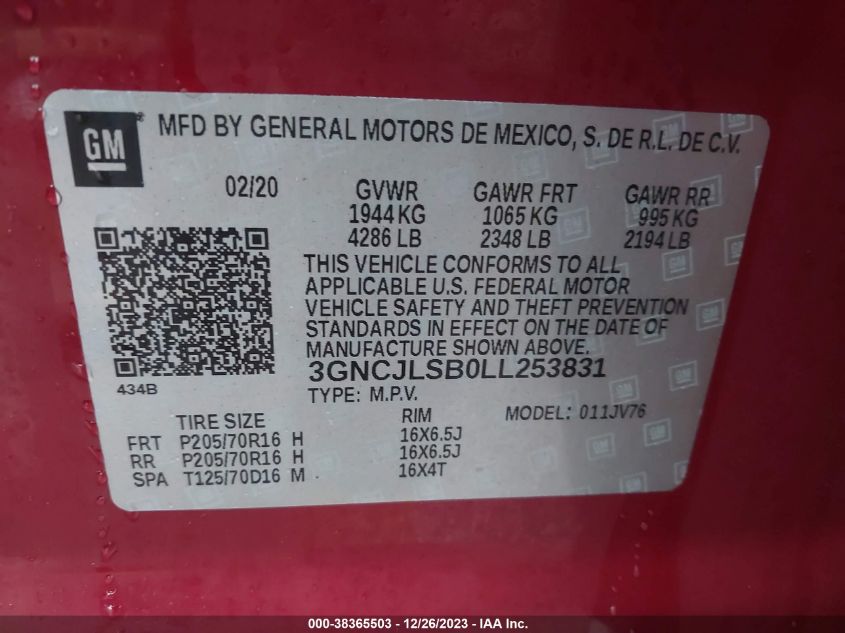 GM
MFD BY GENERAL MOTORS DE MEXICO, S. DE R.L. DE C.V.
02/20 GVWR GAWR FRT GAWR RR
1944 KG 1065 KG 995 KG
4286 LB 2348 LB 2194 LB
THIS VEHICLE CONFORMS TO ALL
APPLICABLE U.S. FEDERAL MOTOR
VEHICLE SAFETY AND THEFT PREVENTION
STANDARDS IN EFFECT ON THE DATE OF
MANUFACTURE SHOWN ABOVE.
3GNCJLSB0LL253831
434B
TYPE: M.P.V.
TIRE SIZE RIM MODEL: 011JV76
FRT P205/70R16 H 16X6.5J
RR P205/70R16 H 16X6.5J
SPA T125/70D16 M 16X4T
000-38365503 - 12/26/2023 - IAA Inc.